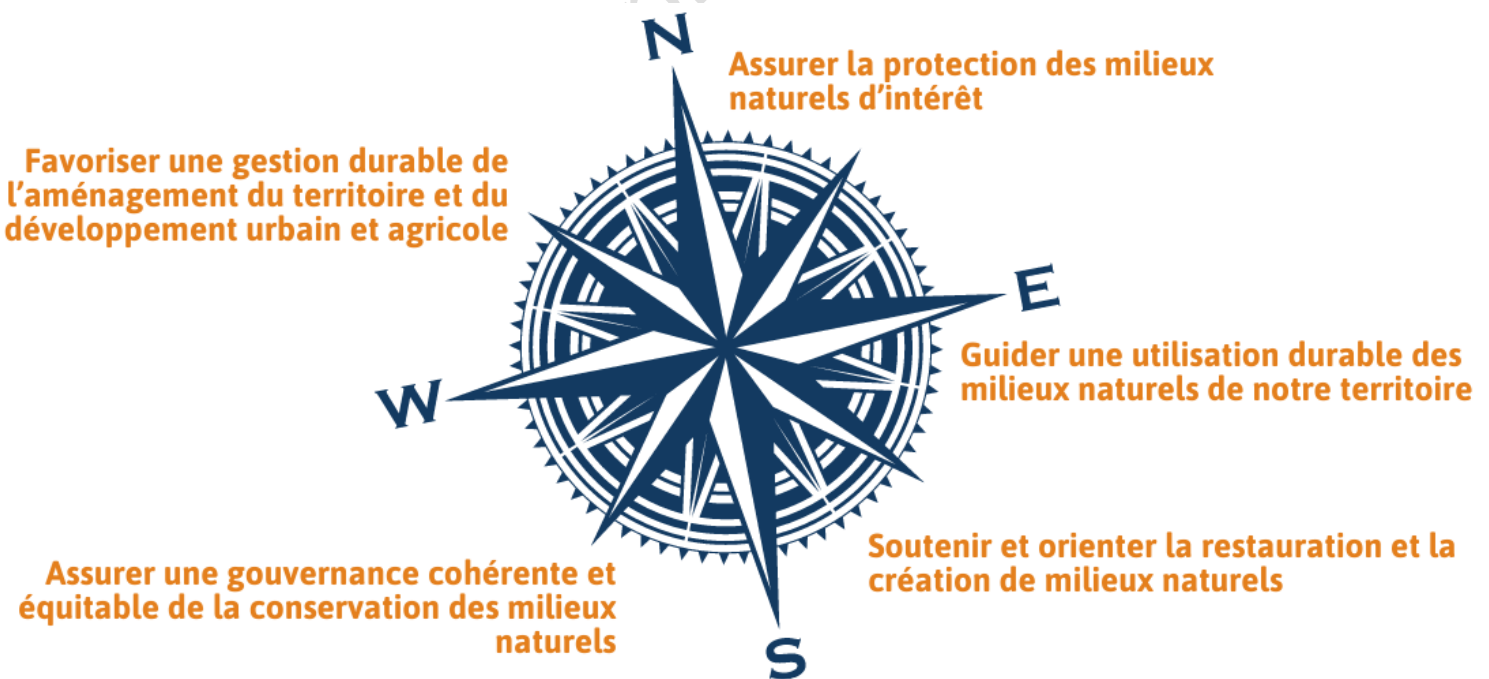 N
Assurer la protection des milieux
naturels d'intérêt
Favoriser une gestion durable de
l'aménagement du territoire et du
développement urbain et agricole
E
Guider une utilisation durable des
milieux naturels de notre territoire
W
Soutenir et orienter la restauration et la
création de milieux naturels
Assurer une gouvernance cohérente et
équitable de la conservation des milieux
naturels
S